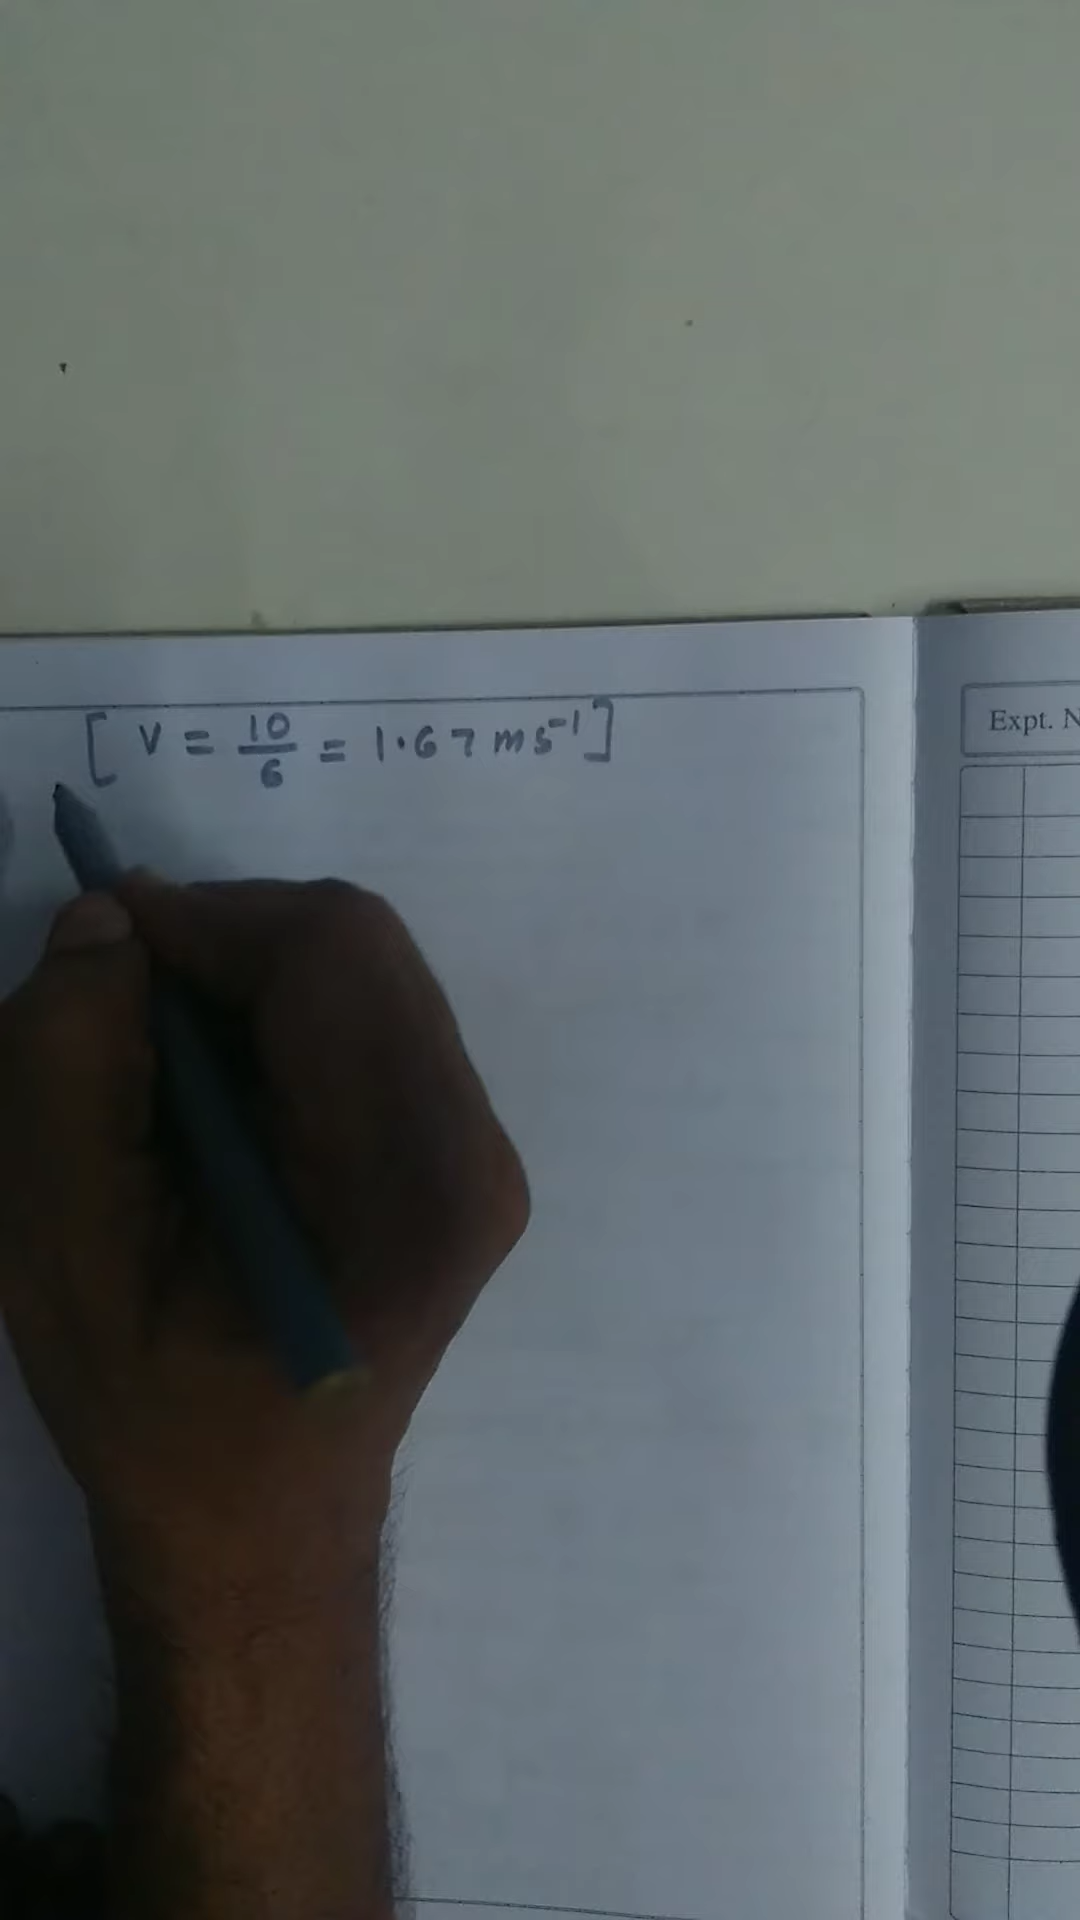 [ V = 10/6 = 1.67 ms⁻¹ ]
Expt. N